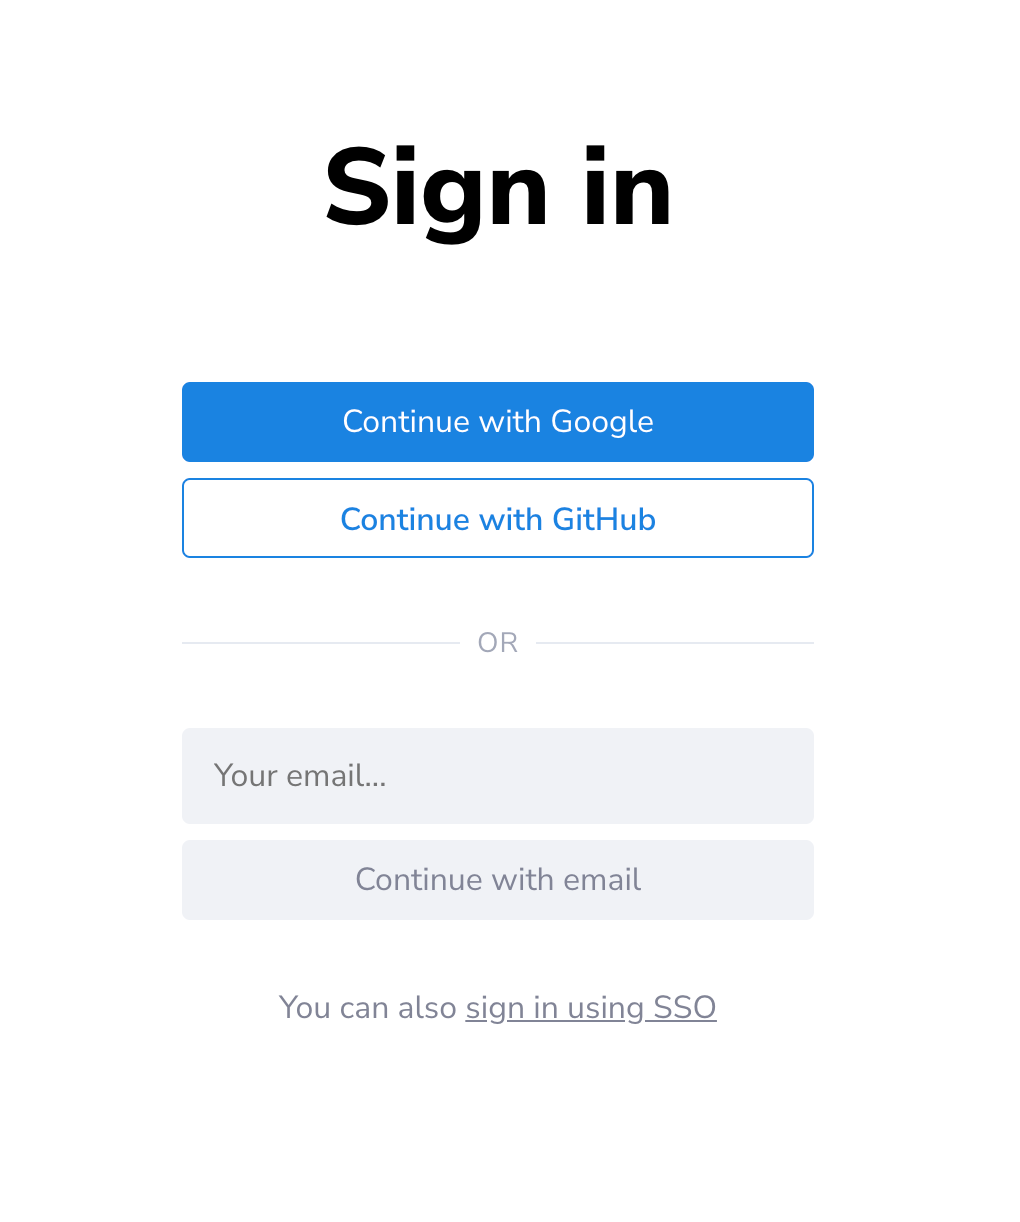 Sign in
Continue with Google
Continue with GitHub
OR
Your email...
Continue with email
You can also sign in using SSO